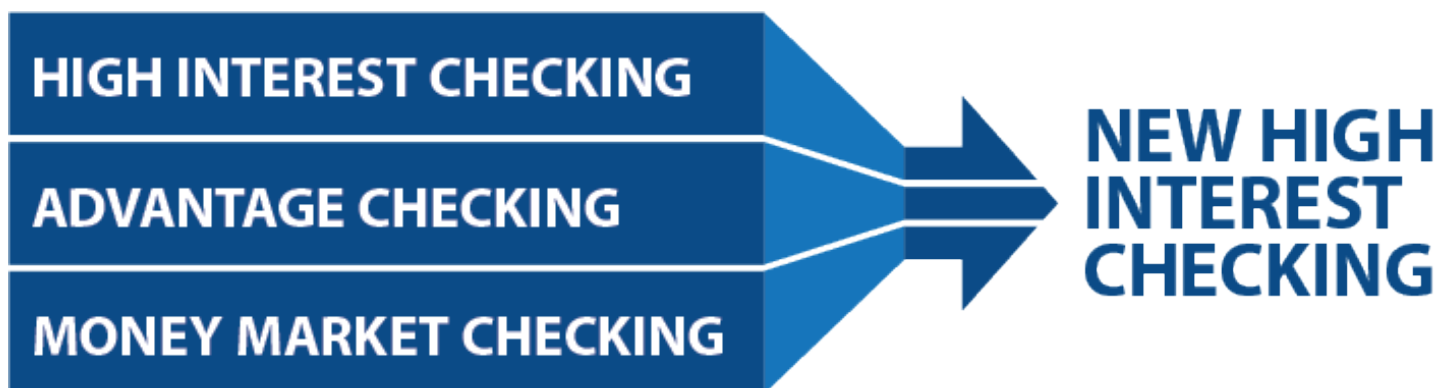 HIGH INTEREST CHECKING
ADVANTAGE CHECKING
MONEY MARKET CHECKING
NEW HIGH
INTEREST
CHECKING